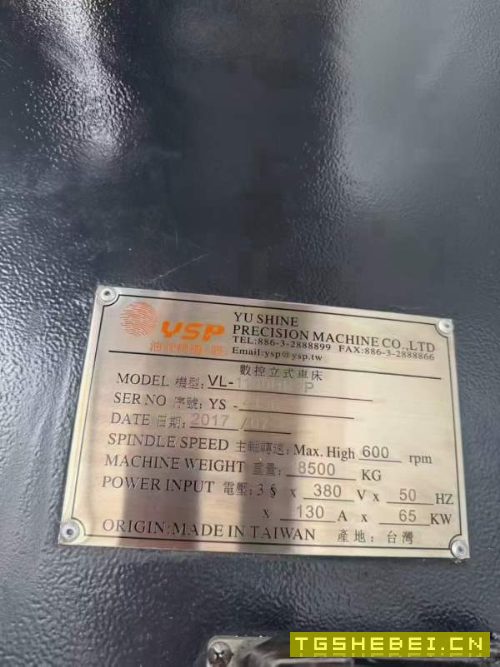 YSP
YU SHINE
PRECISION MACHINE CO.,LTD
TEL:886-3-2888899 FAX:886-3-2888866
Email:ysp@ysp.tw
數控立式車床
MODEL 模型: VL-
SER NO 序號: YS -
DATE 日期: 2017 /07
SPINDLE SPEED 主軸轉速: Max. High 600 rpm
MACHINE WEIGHT 重量: 8500 KG
POWER INPUT 電壓: 3 § x 380 V x 50 HZ
x 130 A x 65 KW
ORIGIN:MADE IN TAIWAN 產地:台灣
TGSHEBEI.CN